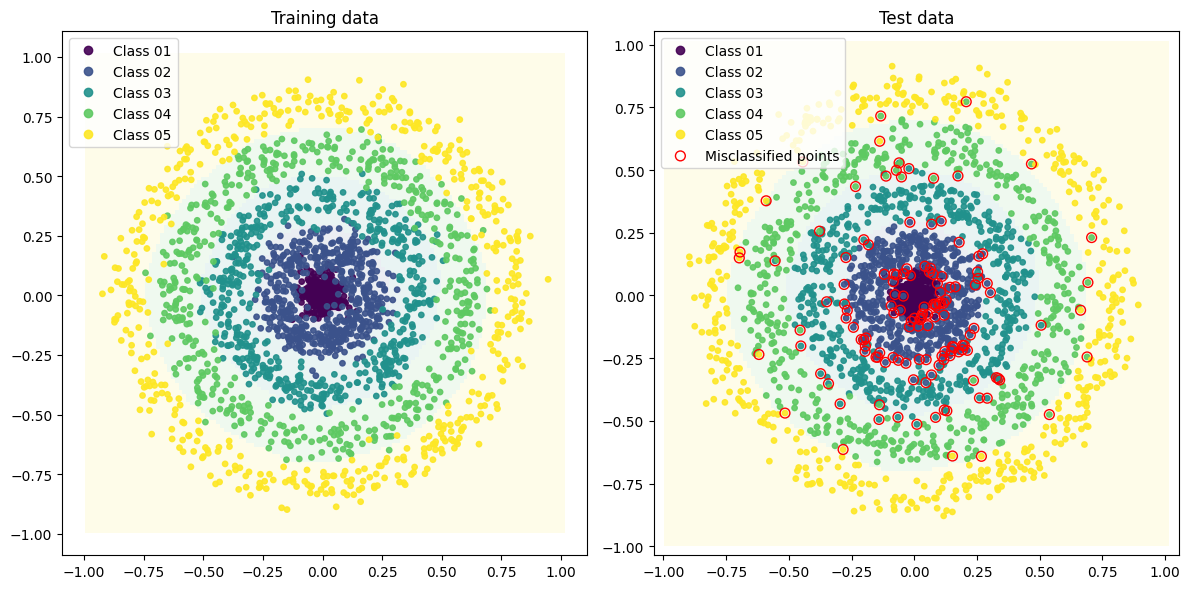 Training data
Class 01
Class 02
Class 03
Class 04
Class 05
1.00
0.75
0.50
0.25
0.00
−0.25
−0.50
−0.75
−1.00
−1.00 −0.75 −0.50 −0.25 0.00 0.25 0.50 0.75 1.00
Test data
Class 01
Class 02
Class 03
Class 04
Class 05
Misclassified points
1.00
0.75
0.50
0.25
0.00
−0.25
−0.50
−0.75
−1.00
−1.00 −0.75 −0.50 −0.25 0.00 0.25 0.50 0.75 1.00